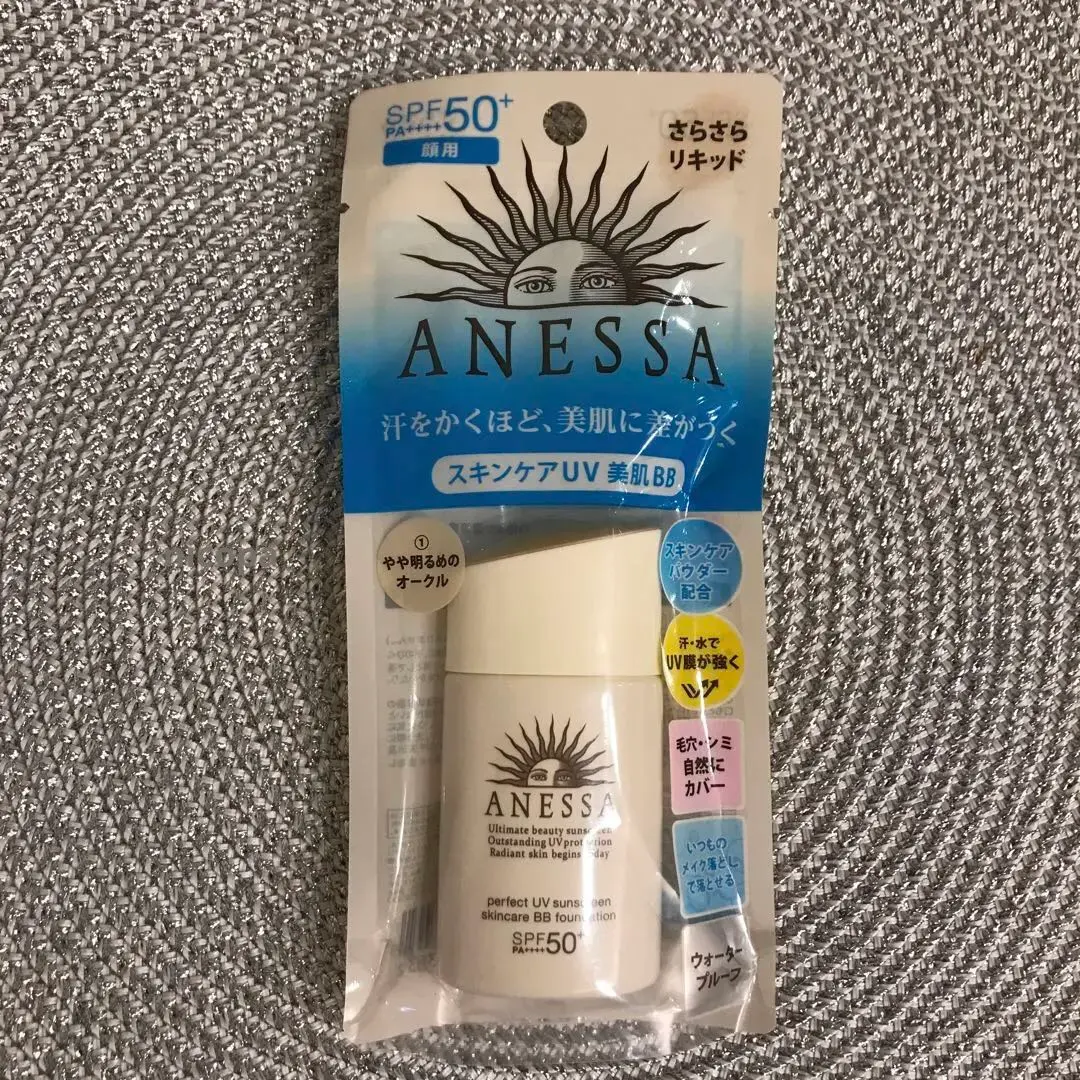 SPF50+
PA++++
顔用
さらさら
リキッド
ANESSA
汗をかくほど、美肌に差がつく
スキンケアUV 美肌BB
①
やや明るめの
オークル
スキンケア
パウダー
配合
汗・水で
UV膜が強く
毛穴・シミ
自然に
カバー
いつもの
メイク落とし
で落とせる
ウォーター
プルーフ
ANESSA
Ultimate beauty sunscreen
Outstanding UV protection
Radiant skin begins today
perfect UV sunscreen
skincare BB foundation
SPF50+
PA++++